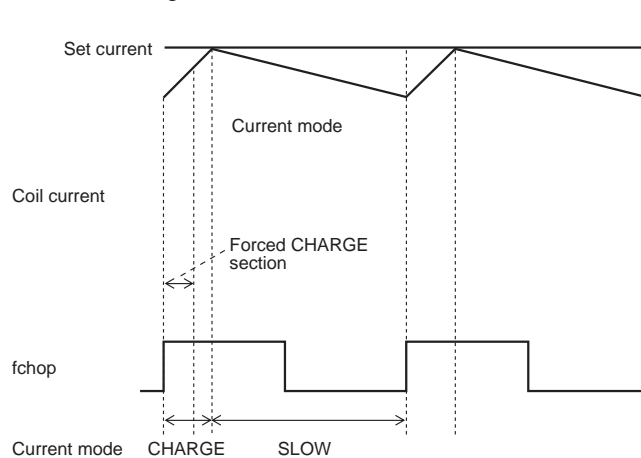 Set current
Current mode
Coil current
Forced CHARGE
section
fchop
Current mode CHARGE SLOW